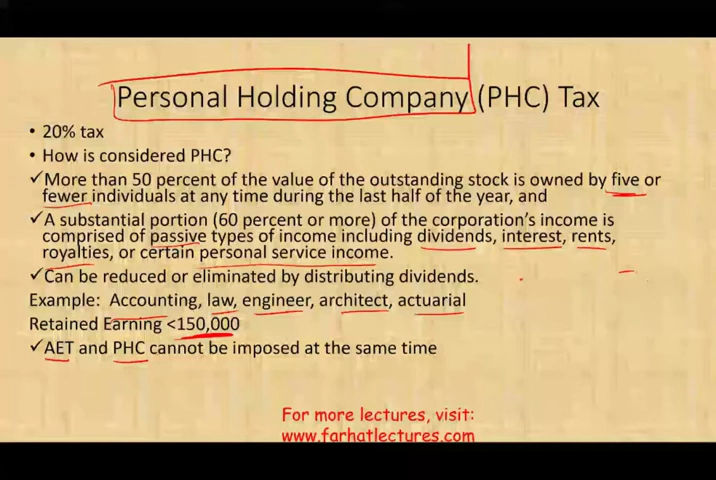 Personal Holding Company (PHC) Tax
• 20% tax
• How is considered PHC?
✓More than 50 percent of the value of the outstanding stock is owned by five or
fewer individuals at any time during the last half of the year, and
✓A substantial portion (60 percent or more) of the corporation's income is
comprised of passive types of income including dividends, interest, rents,
royalties, or certain personal service income.
✓Can be reduced or eliminated by distributing dividends.
Example: Accounting, law, engineer, architect, actuarial
Retained Earning <150,000
✓AET and PHC cannot be imposed at the same time
For more lectures, visit:
www.farhatlectures.com